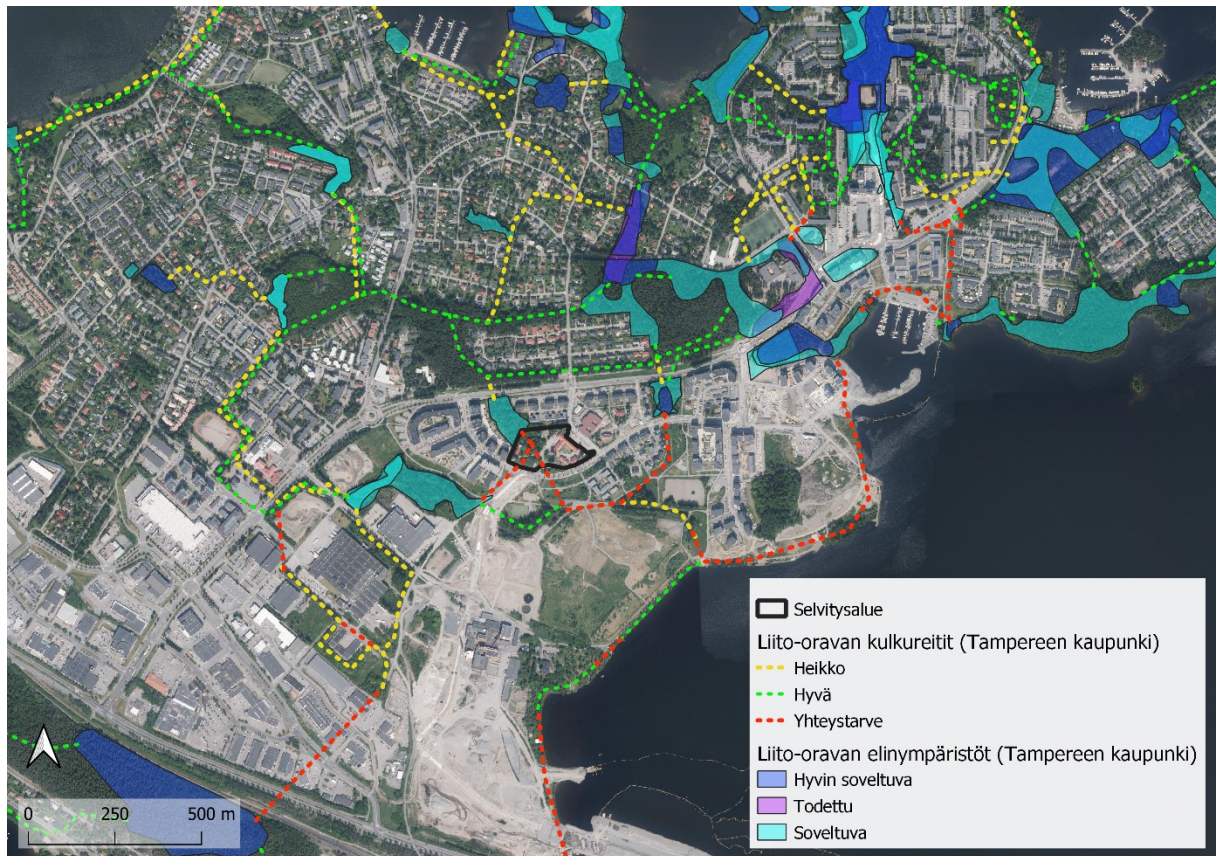 Selvitysalue
Liito-oravan kulkureitit (Tampereen kaupunki)
Heikko
Hyvä
Yhteystarve
Liito-oravan elinympäristöt (Tampereen kaupunki)
Hyvin soveltuva
Todettu
Soveltuva
0 250 500 m